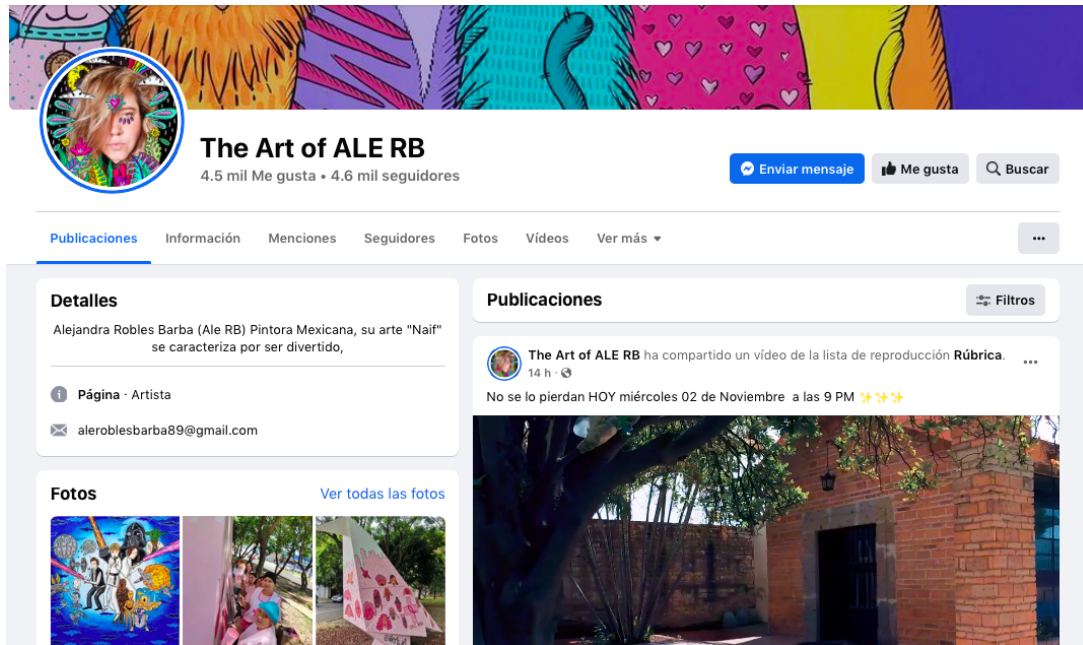 The Art of ALE RB
4.5 mil Me gusta • 4.6 mil seguidores
Enviar mensaje
Me gusta
Buscar
Publicaciones
Información
Menciones
Seguidores
Fotos
Vídeos
Ver más
Detalles
Alejandra Robles Barba (Ale RB) Pintora Mexicana, su arte "Naif"
se caracteriza por ser divertido,
Página · Artista
aleroblesbarba89@gmail.com
Fotos
Ver todas las fotos
Publicaciones
Filtros
The Art of ALE RB ha compartido un vídeo de la lista de reproducción Rúbrica.
14 h ·
No se lo pierdan HOY miércoles 02 de Noviembre a las 9 PM ✨✨✨